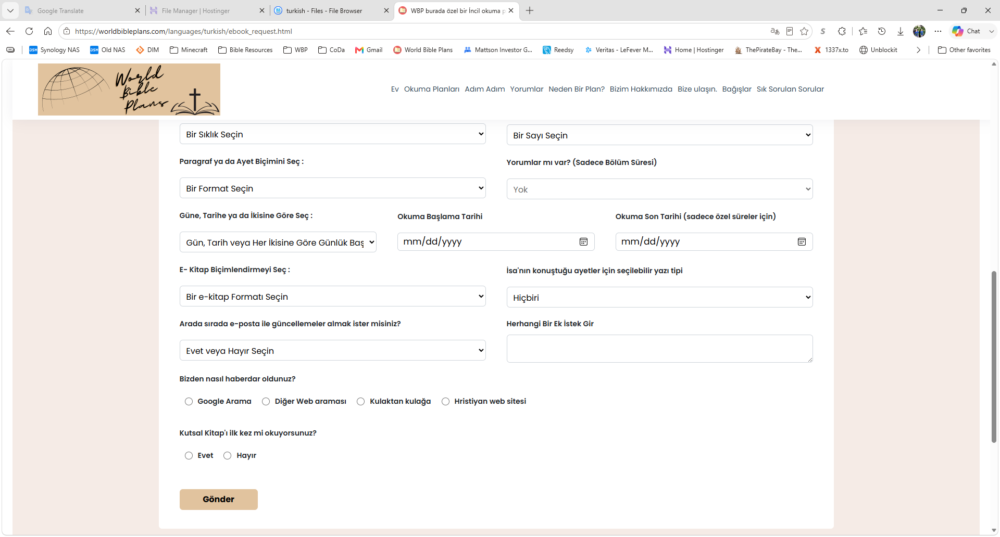 Google Translate
File Manager | Hostinger
turkish - Files - File Browser
WBP burada özel bir İncil okuma p
https://worldbibleplans.com/languages/turkish/ebook_request.html
Chat
Synology NAS
Old NAS
DIM
Minecraft
Bible Resources
WBP
CoDa
Gmail
World Bible Plans
Mattson Investor G...
Reedsy
Veritas - LeFever M...
Home | Hostinger
ThePirateBay - The...
1337x.to
Unblockit
Other favorites
World
Bible
Plans
Ev Okuma Planları Adım Adım Yorumlar Neden Bir Plan? Bizim Hakkımızda Bize ulaşın. Bağışlar Sık Sorulan Sorular
Bir Sıklık Seçin
Bir Sayı Seçin
Paragraf ya da Ayet Biçimini Seç :
Yorumlar mı var? (Sadece Bölüm Süresi)
Bir Format Seçin
Yok
Güne, Tarihe ya da İkisine Göre Seç :
Okuma Başlama Tarihi
Okuma Son Tarihi (sadece özel süreler için)
Gün, Tarih veya Her İkisine Göre Günlük Baş
mm/dd/yyyy
mm/dd/yyyy
E- Kitap Biçimlendirmeyi Seç :
İsa'nın konuştuğu ayetler için seçilebilir yazı tipi
Bir e-kitap Formatı Seçin
Hiçbiri
Arada sırada e-posta ile güncellemeler almak ister misiniz?
Herhangi Bir Ek İstek Gir
Evet veya Hayır Seçin
Bizden nasıl haberdar oldunuz?
Google Arama
Diğer Web araması
Kulaktan kulağa
Hristiyan web sitesi
Kutsal Kitap'ı ilk kez mi okuyorsunuz?
Evet
Hayır
Gönder